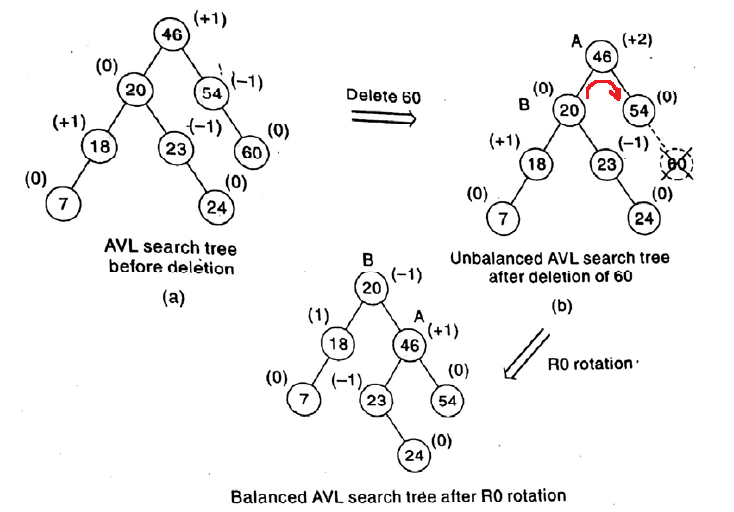 46 (+1)
(0) 20 54 (−1)
(+1) 18 23 (−1) 60 (0)
(0) 7 24 (0)
AVL search tree
before deletion
(a)
Delete 60
A 46 (+2)
B (0) 20 54 (0)
(+1) 18 23 (−1) 60
(0) 7 24 (0)
Unbalanced AVL search tree
after deletion of 60
(b)
R0 rotation
B
20 (−1)
(1) 18 A 46 (+1)
(0) 7 (−1) 23 54 (0)
24 (0)
Balanced AVL search tree after R0 rotation